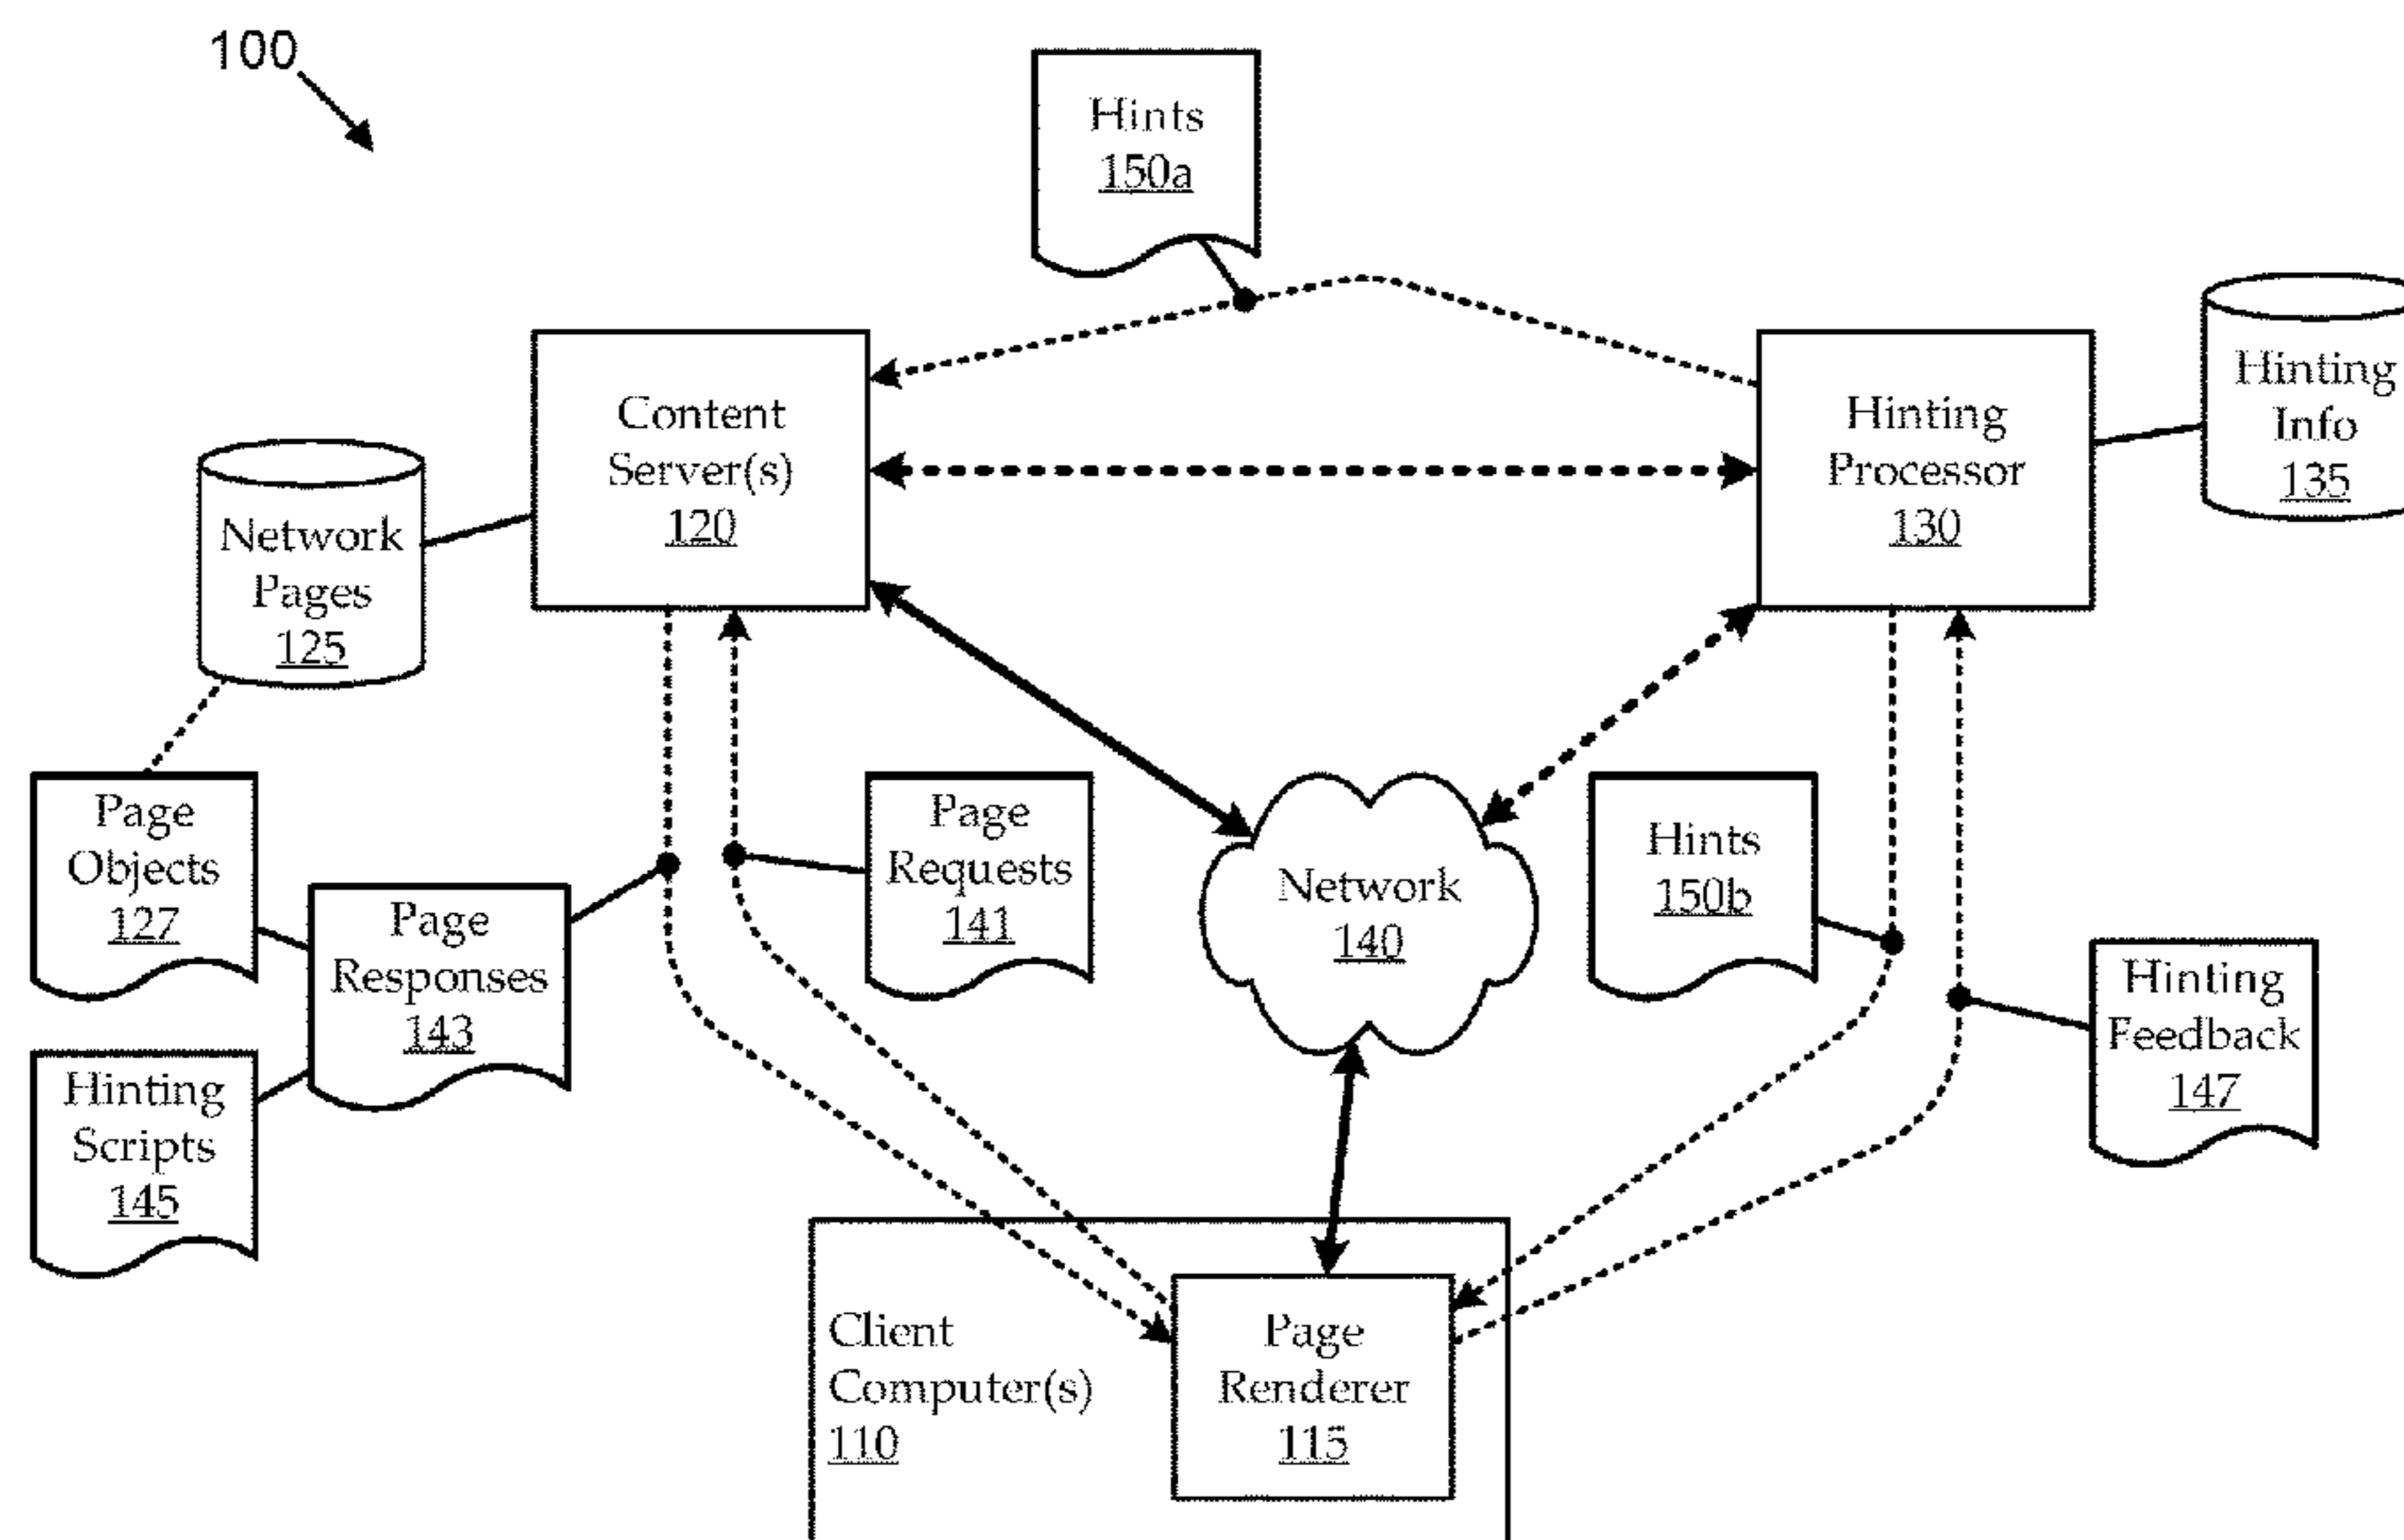 100
Hints
150a
Content
Server(s)
120
Hinting
Processor
130
Hinting
Info
135
Network
Pages
125
Page
Objects
127
Page
Responses
143
Hinting
Scripts
145
Page
Requests
141
Network
140
Hints
150b
Hinting
Feedback
147
Client
Computer(s)
110
Page
Renderer
115